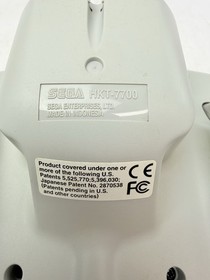 SEGA HKT-7700
SEGA ENTERPRISES, LTD.
MADE IN INDONESIA
Product covered under one or
more of the following U.S.
Patents 5,525,770;5,396,030;
Japanese Patent No. 2870538
(Patents pending in U.S.
and other countries)
CE
FC